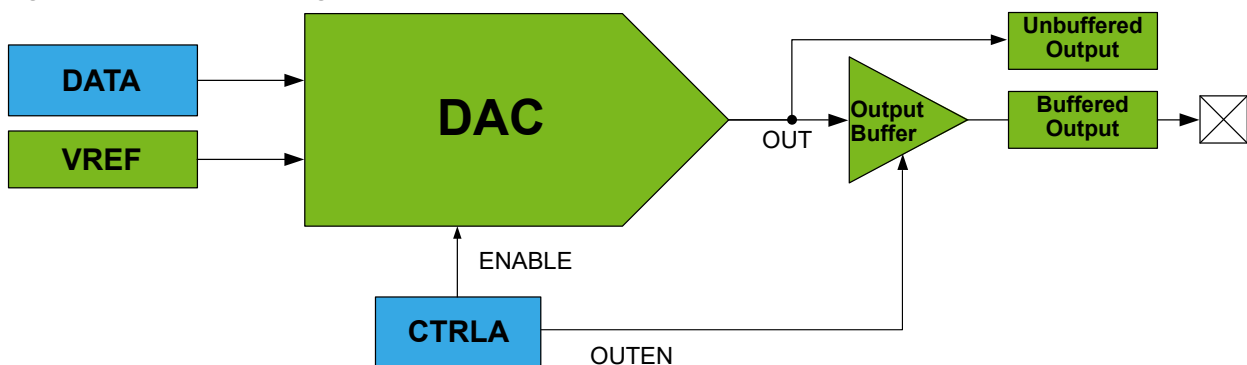 DATA
VREF
DAC
OUT
Output
Buffer
Unbuffered
Output
Buffered
Output
ENABLE
CTRLA
OUTEN